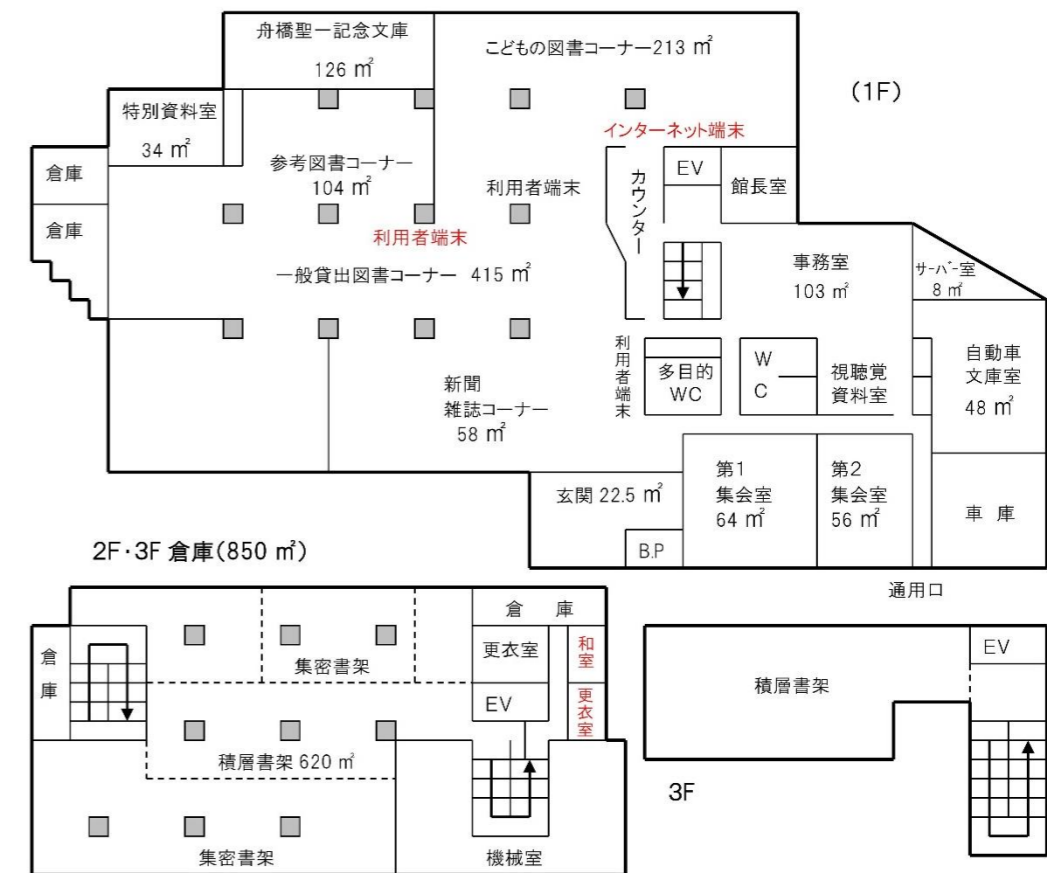 舟橋聖一記念文庫
126 ㎡
こどもの図書コーナー213 ㎡
(1F)
特別資料室
34 ㎡
インターネット端末
倉庫
参考図書コーナー
104 ㎡
利用者端末
カウンター
EV
館長室
倉庫
利用者端末
一般貸出図書コーナー 415 ㎡
事務室
103 ㎡
サーバー室
8 ㎡
利用者端末
多目的
WC
W
C
視聴覚
資料室
自動車
文庫室
48 ㎡
新聞
雑誌コーナー
58 ㎡
玄関 22.5 ㎡
B.P
第1
集会室
64 ㎡
第2
集会室
56 ㎡
車 庫
通用口
2F・3F 倉庫(850 ㎡)
倉 庫
倉庫
集密書架
更衣室
和室
EV
更衣室
積層書架 620 ㎡
集密書架
機械室
積層書架
EV
3F